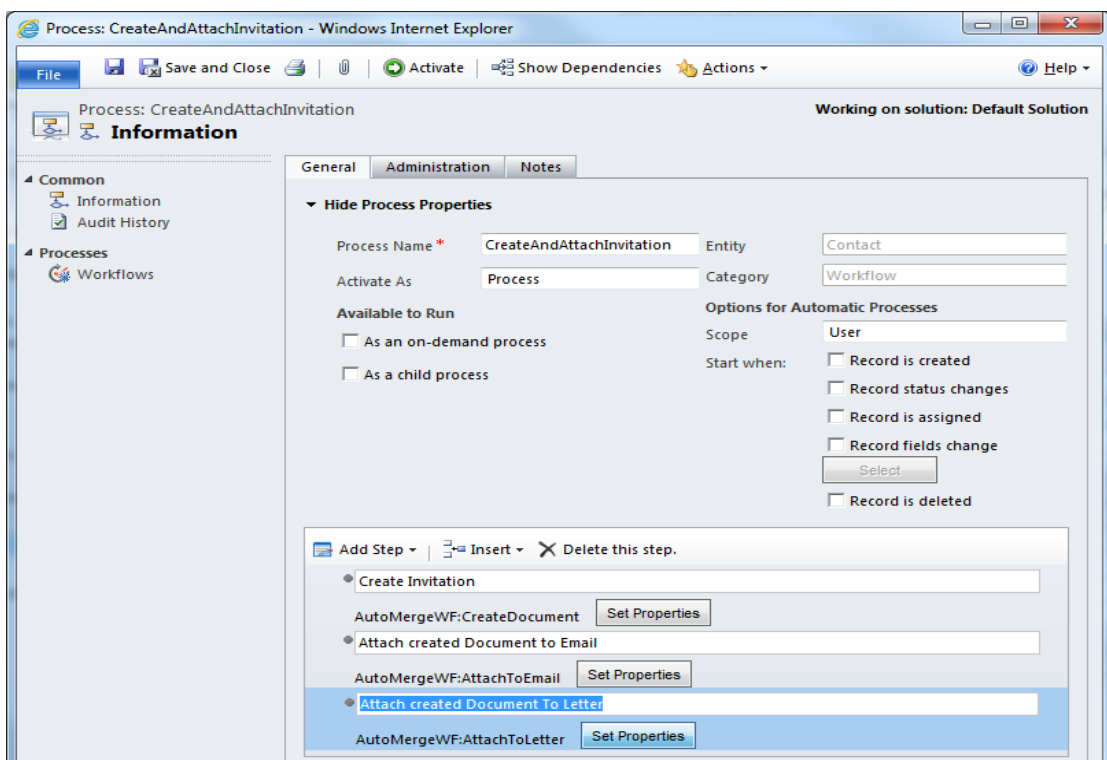 Process: CreateAndAttachInvitation - Windows Internet Explorer
File Save and Close Activate Show Dependencies Actions Help
Process: CreateAndAttachInvitation
Information
Working on solution: Default Solution
Common
Information
Audit History
Processes
Workflows
General Administration Notes
Hide Process Properties
Process Name * CreateAndAttachInvitation Entity Contact
Activate As Process Category Workflow
Available to Run Options for Automatic Processes
As an on-demand process Scope User
As a child process Start when: Record is created
Record status changes
Record is assigned
Record fields change
Select
Record is deleted
Add Step Insert Delete this step.
Create Invitation
AutoMergeWF:CreateDocument Set Properties
Attach created Document to Email
AutoMergeWF:AttachToEmail Set Properties
Attach created Document To Letter
AutoMergeWF:AttachToLetter Set Properties